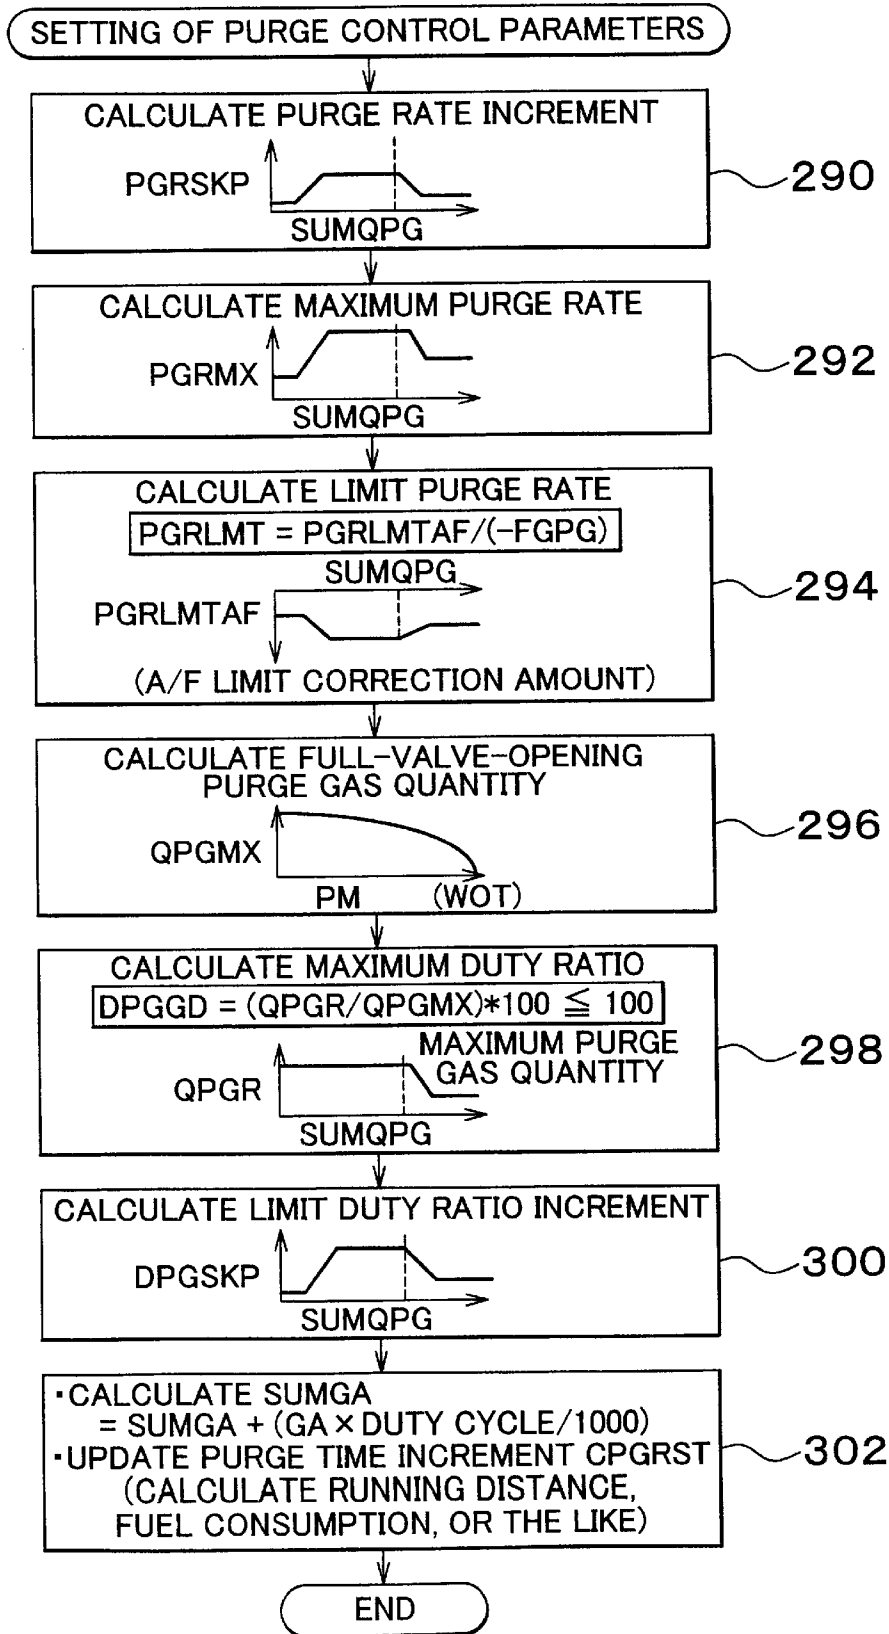 SETTING OF PURGE CONTROL PARAMETERS
CALCULATE PURGE RATE INCREMENT
PGRSKP
SUMQPG
290
CALCULATE MAXIMUM PURGE RATE
PGRMX
SUMQPG
292
CALCULATE LIMIT PURGE RATE
PGRLMT = PGRLMTAF/(-FGPG)
SUMQPG
PGRLMTAF
(A/F LIMIT CORRECTION AMOUNT)
294
CALCULATE FULL-VALVE-OPENING
PURGE GAS QUANTITY
QPGMX
PM (WOT)
296
CALCULATE MAXIMUM DUTY RATIO
DPGGD = (QPGR/QPGMX)*100 ≦ 100
MAXIMUM PURGE
GAS QUANTITY
QPGR
SUMQPG
298
CALCULATE LIMIT DUTY RATIO INCREMENT
DPGSKP
SUMQPG
300
・CALCULATE SUMGA
= SUMGA + (GA×DUTY CYCLE/1000)
・UPDATE PURGE TIME INCREMENT CPGRST
(CALCULATE RUNNING DISTANCE,
FUEL CONSUMPTION, OR THE LIKE)
302
END